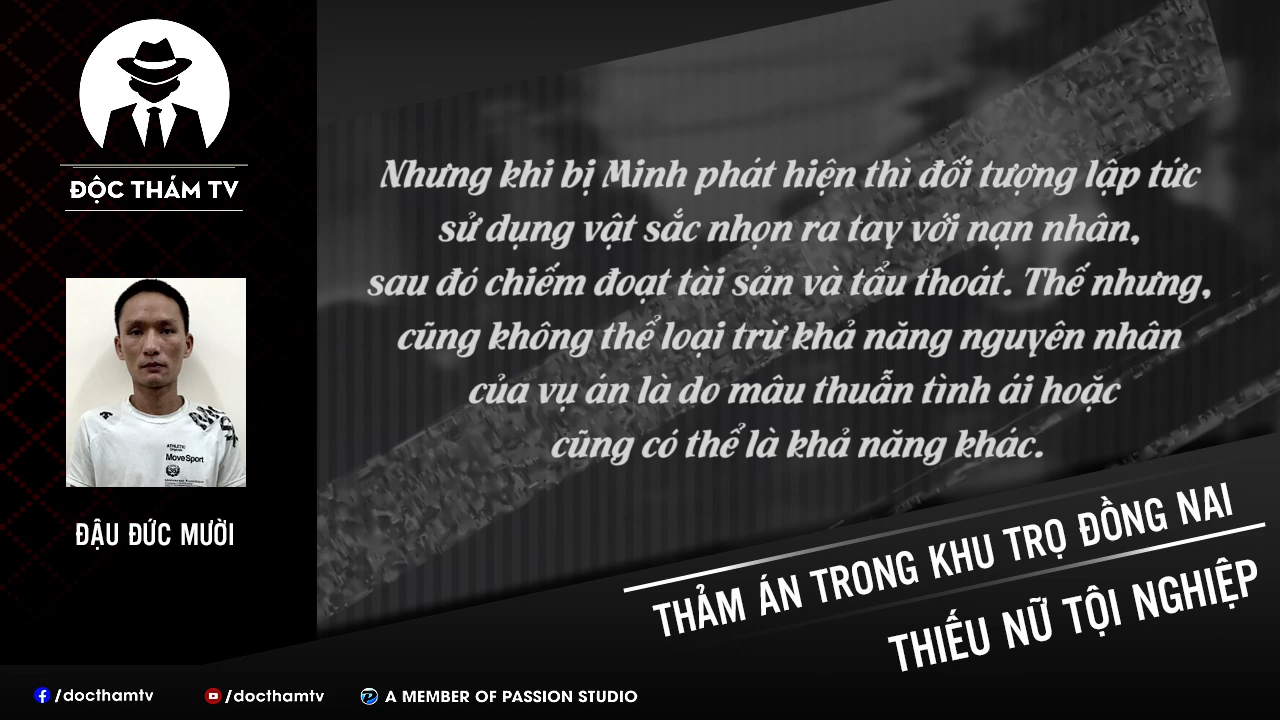 ĐỘC THÁM TV
Nhưng khi bị Minh phát hiện thì đối tượng lập tức
sử dụng vật sắc nhọn ra tay với nạn nhân,
sau đó chiếm đoạt tài sản và tẩu thoát. Thế nhưng,
cũng không thể loại trừ khả năng nguyên nhân
của vụ án là do mâu thuẫn tình ái hoặc
cũng có thể là khả năng khác.
MoveSport
ĐẬU ĐỨC MƯỜI
THẢM ÁN TRONG KHU TRỌ ĐỒNG NAI
THIẾU NỮ TỘI NGHIỆP
/docthamtv
/docthamtv
A MEMBER OF PASSION STUDIO